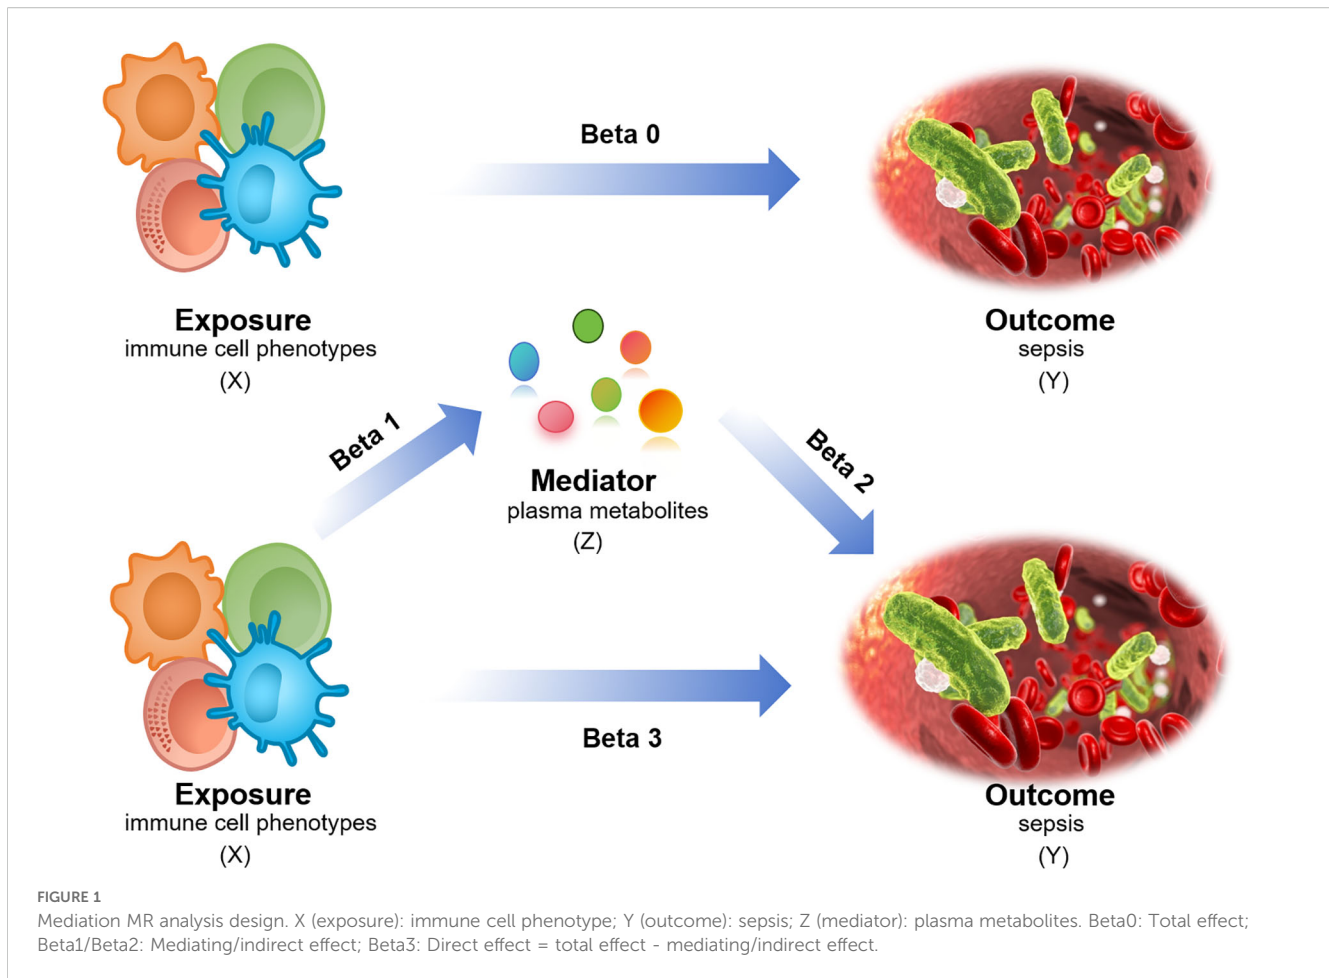 Beta 0
Exposure
immune cell phenotypes
(X)
Outcome
sepsis
(Y)
Beta 1
Mediator
plasma metabolites
(Z)
Beta 2
Beta 3
Exposure
immune cell phenotypes
(X)
Outcome
sepsis
(Y)
FIGURE 1
Mediation MR analysis design. X (exposure): immune cell phenotype; Y (outcome): sepsis; Z (mediator): plasma metabolites. Beta0: Total effect;
Beta1/Beta2: Mediating/indirect effect; Beta3: Direct effect = total effect - mediating/indirect effect.